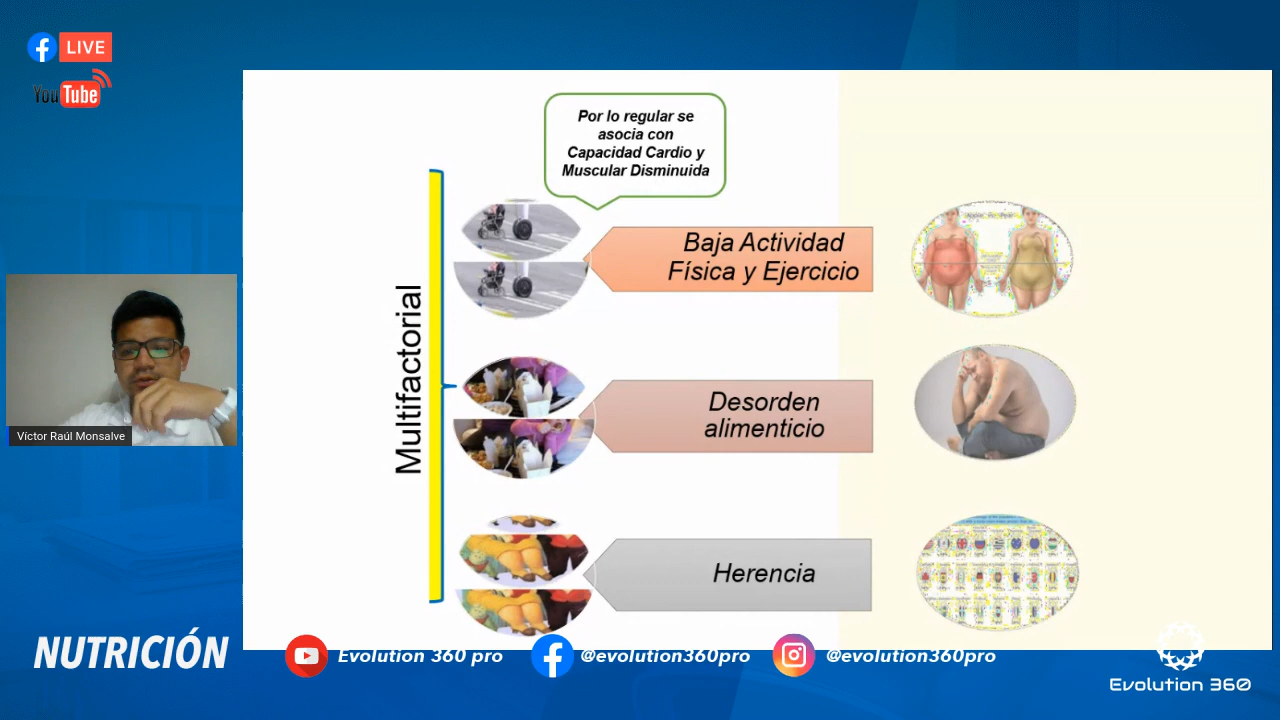 LIVE
YouTube
Por lo regular se
asocia con
Capacidad Cardio y
Muscular Disminuida
Multifactorial
Baja Actividad
Física y Ejercicio
Desorden
alimenticio
Herencia
Víctor Raúl Monsalve
NUTRICIÓN
Evolution 360 pro
@evolution360pro
@evolution360pro
Evolution 360